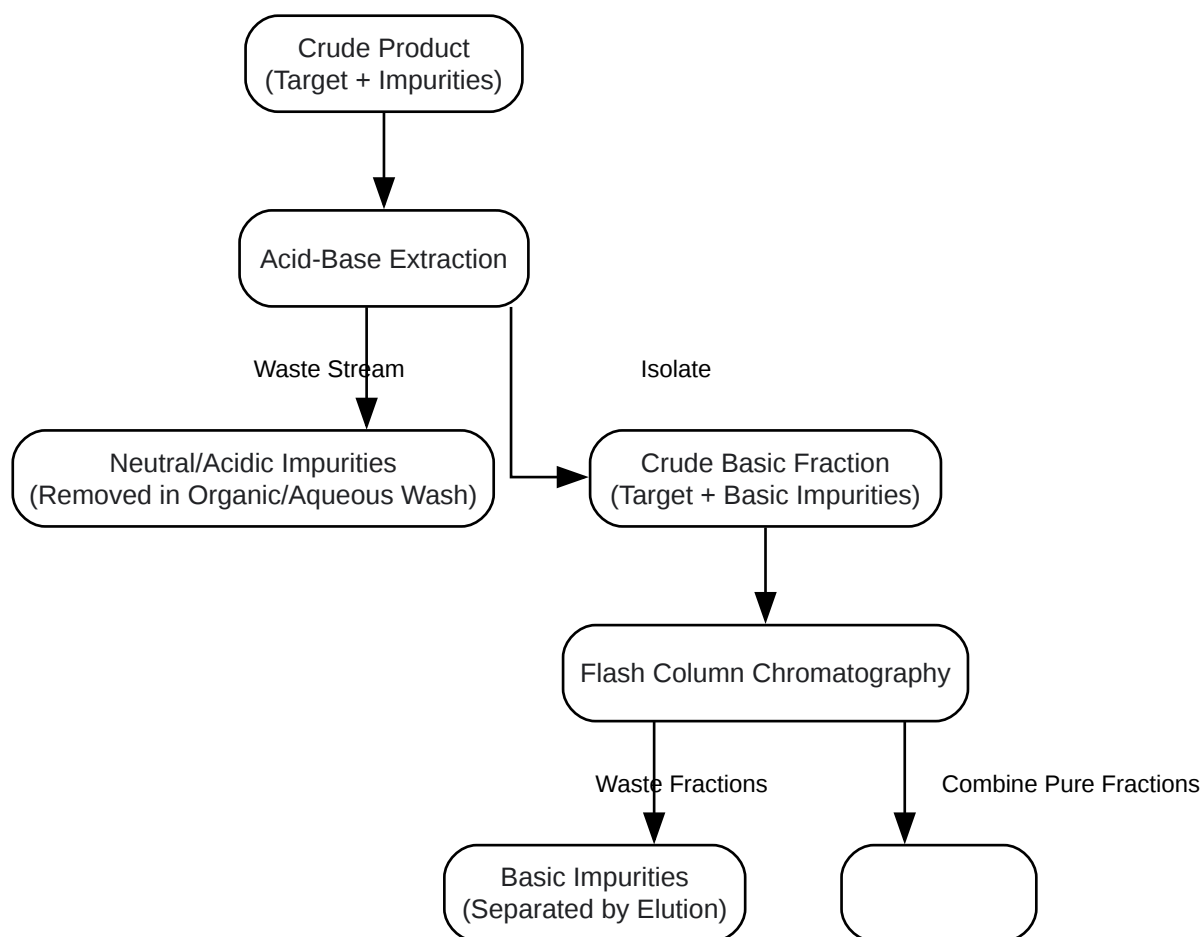 Crude Product
(Target + Impurities)
Acid-Base Extraction
Waste Stream
Isolate
Neutral/Acidic Impurities
(Removed in Organic/Aqueous Wash)
Crude Basic Fraction
(Target + Basic Impurities)
Flash Column Chromatography
Waste Fractions
Combine Pure Fractions
Basic Impurities
(Separated by Elution)